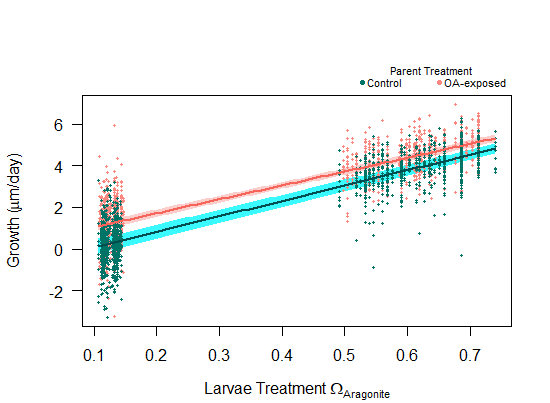 Parent Treatment
Control OA-exposed
6
4
2
0
-2
Growth (μm/day)
0.1 0.2 0.3 0.4 0.5 0.6 0.7
Larvae Treatment ΩAragonite